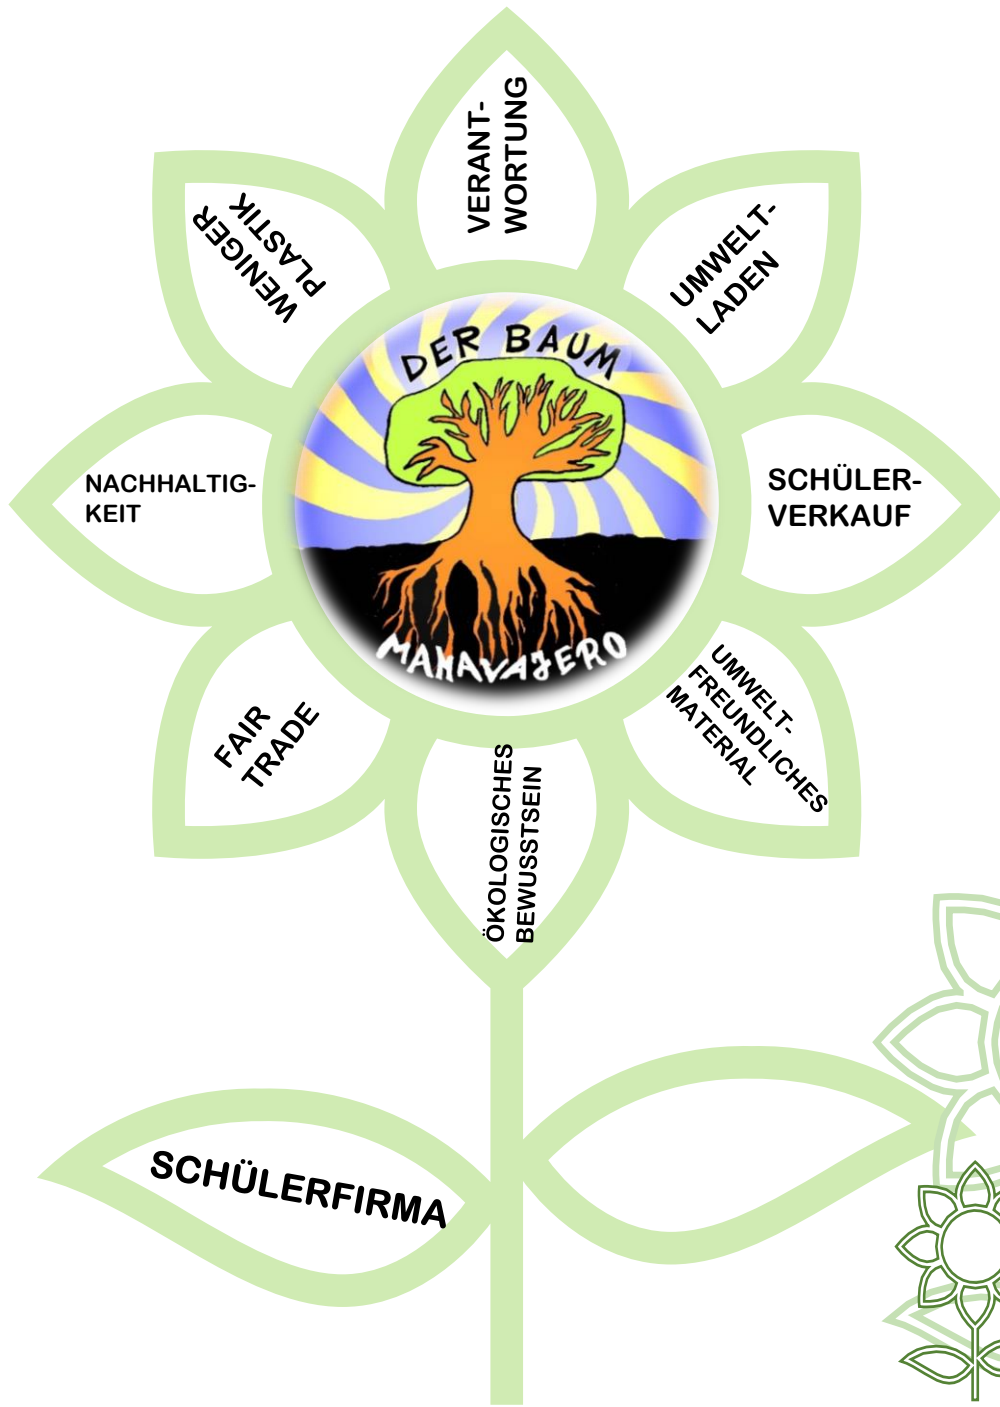 VERANT-
WORTUNG
UMWELT-
LADEN
SCHÜLER-
VERKAUF
UMWELT-
FREUNDLICHES
MATERIAL
ÖKOLOGISCHES
BEWUSSTSEIN
FAIR
TRADE
NACHHALTIG-
KEIT
WENIGER
PLASTIK
DER BAUM
MAHAVAJERO
SCHÜLERFIRMA